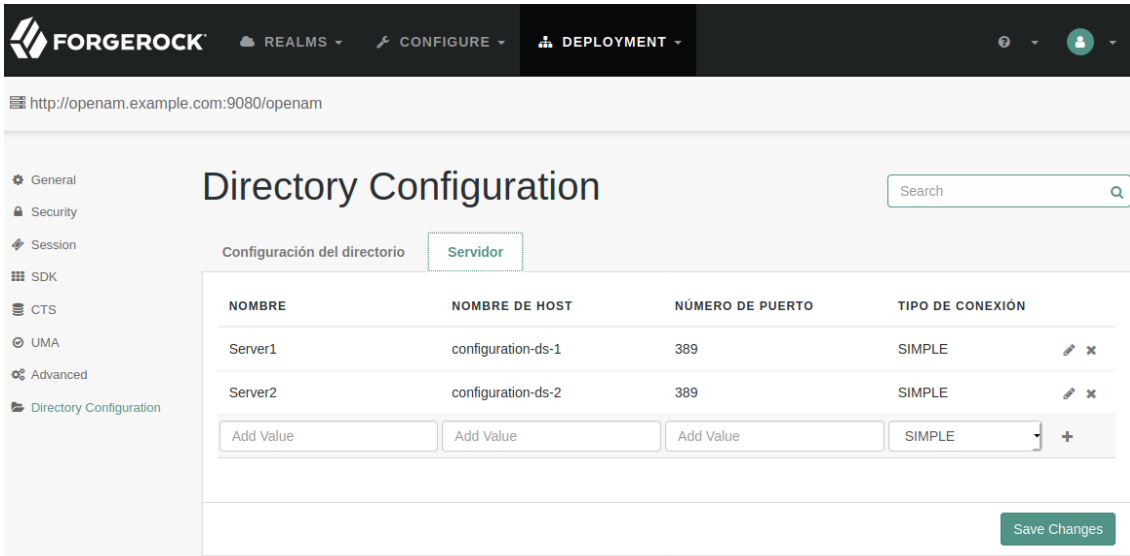 FORGEROCK REALMS CONFIGURE DEPLOYMENT
http://openam.example.com:9080/openam
General
Security
Session
SDK
CTS
UMA
Advanced
Directory Configuration
Directory Configuration
Search
Configuración del directorio Servidor
NOMBRE NOMBRE DE HOST NÚMERO DE PUERTO TIPO DE CONEXIÓN
Server1 configuration-ds-1 389 SIMPLE
Server2 configuration-ds-2 389 SIMPLE
Add Value Add Value Add Value SIMPLE
Save Changes